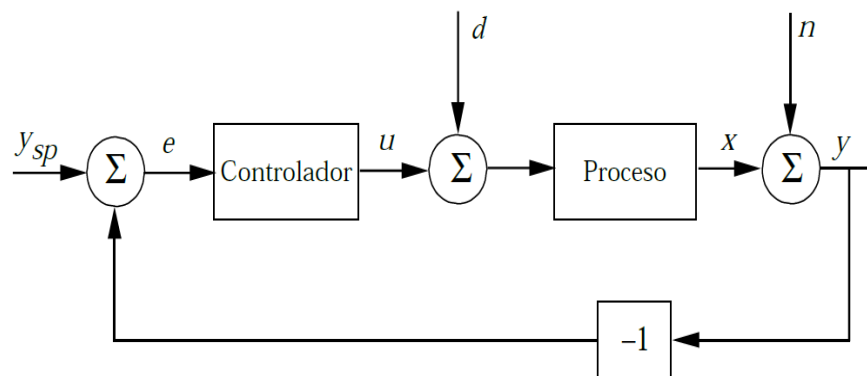 d
n
y_sp
e
u
x
y
Σ
Controlador
Σ
Proceso
Σ
−1